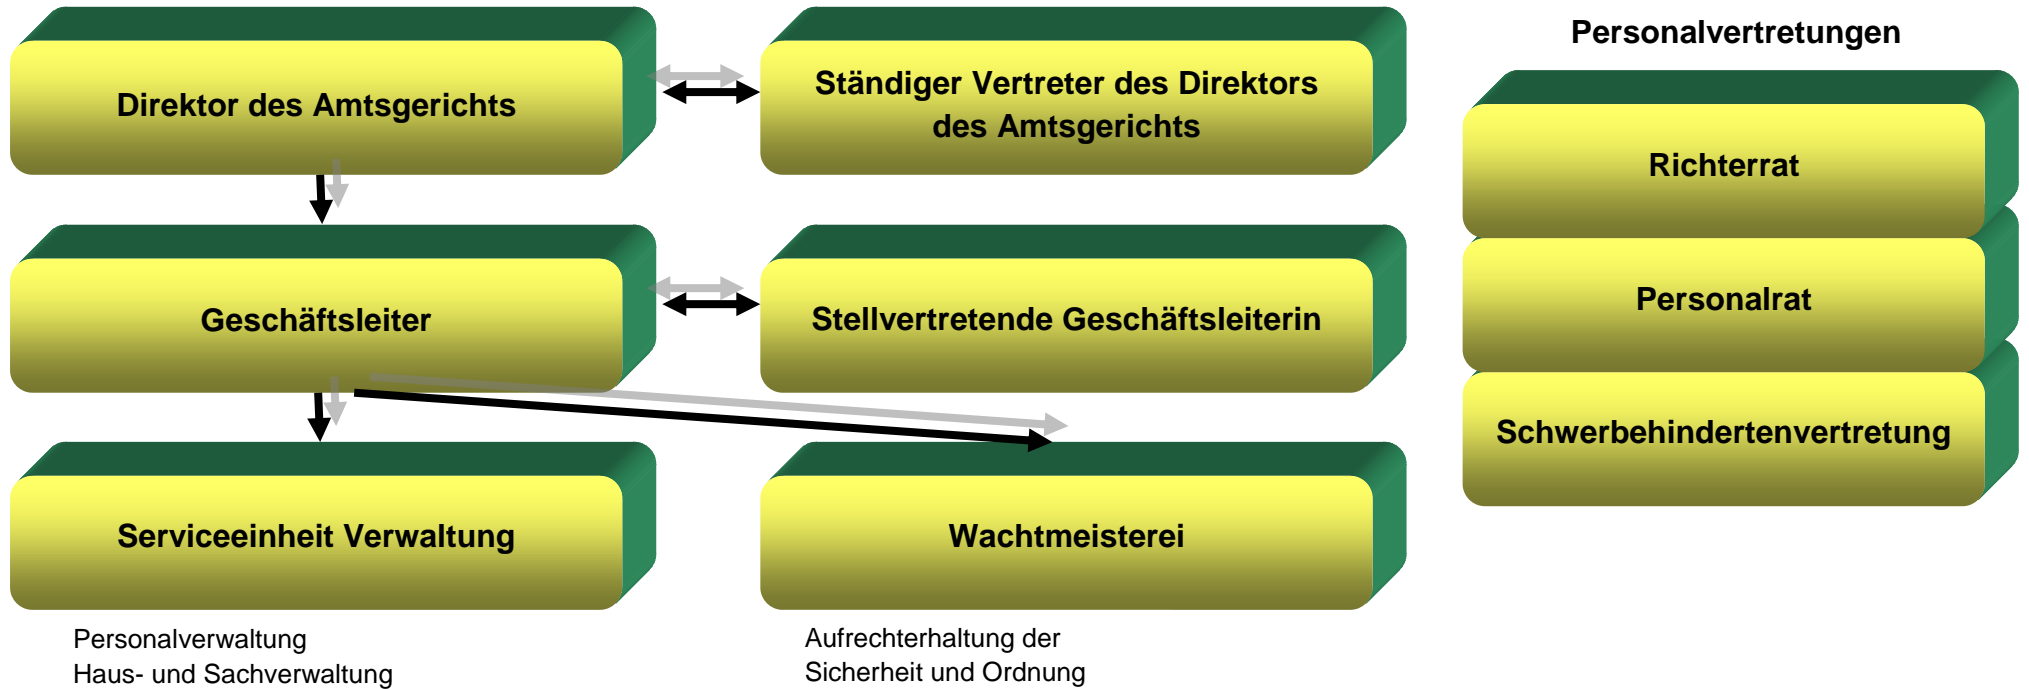 Direktor des Amtsgerichts
Ständiger Vertreter des Direktors
des Amtsgerichts
Geschäftsleiter
Stellvertretende Geschäftsleiterin
Serviceeinheit Verwaltung
Wachtmeisterei
Personalverwaltung
Haus- und Sachverwaltung
Aufrechterhaltung der
Sicherheit und Ordnung
Personalvertretungen
Richterrat
Personalrat
Schwerbehindertenvertretung